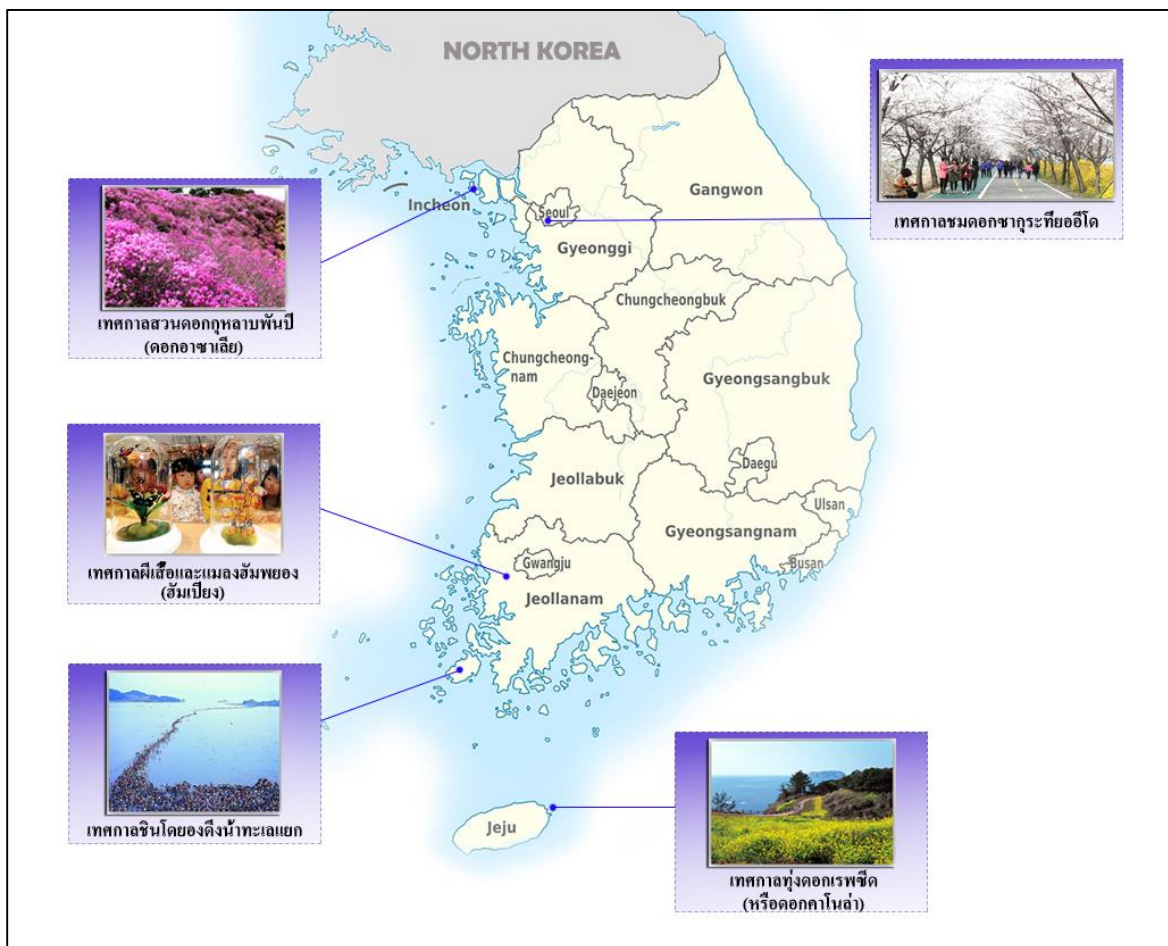 NORTH KOREA
Incheon
Seoul
Gyeonggi
Gangwon
Chungcheongbuk
Chungcheong-
nam
Daejeon
Gyeongsangbuk
Jeollabuk
Daegu
Ulsan
Gyeongsangnam
Busan
Gwangju
Jeollanam
Jeju
เทศกาลชมดอกซากุระที่ยออีโด
เทศกาลสวนดอกกุหลาบพันปี
(ดอกอาซาเลีย)
เทศกาลผีเสื้อและแมลงฮัมพยอง
(ฮัมเปียง)
เทศกาลชินโดยองดึงน้ำทะเลแยก
เทศกาลทุ่งดอกเรพซีด
(หรือดอกคาโนล่า)